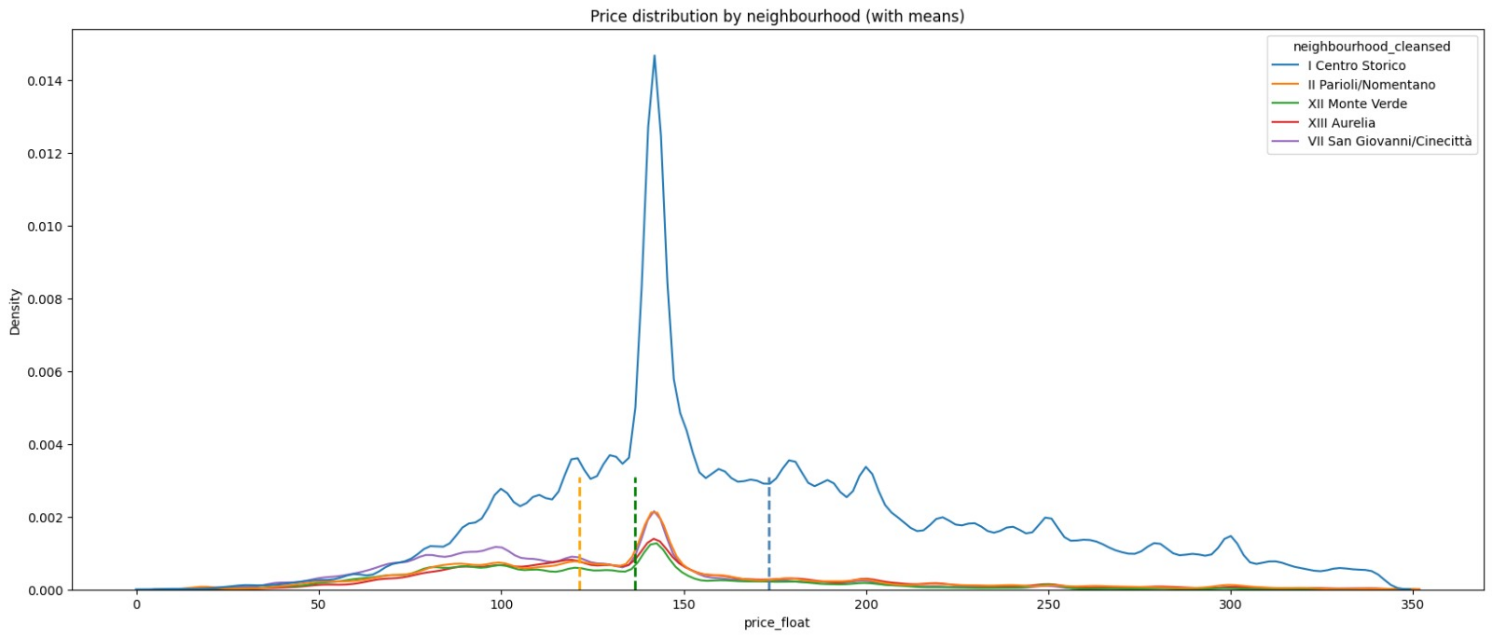 Price distribution by neighbourhood (with means)
neighbourhood_cleansed
I Centro Storico
II Parioli/Nomentano
XII Monte Verde
XIII Aurelia
VII San Giovanni/Cinecittà
0.014
0.012
0.010
0.008
0.006
0.004
0.002
0.000
Density
0 50 100 150 200 250 300 350
price_float